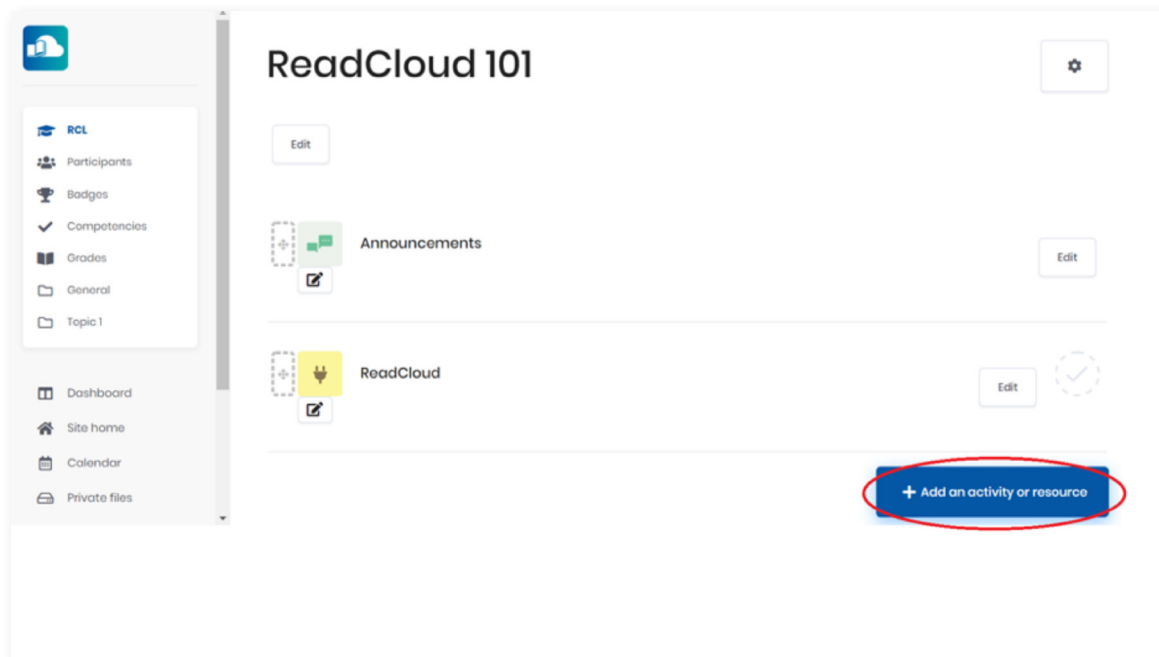 ReadCloud 101
RCL
Participants
Badges
Competencies
Grades
General
Topic 1
Dashboard
Site home
Calendar
Private files
Edit
Announcements
Edit
ReadCloud
Edit
+ Add an activity or resource